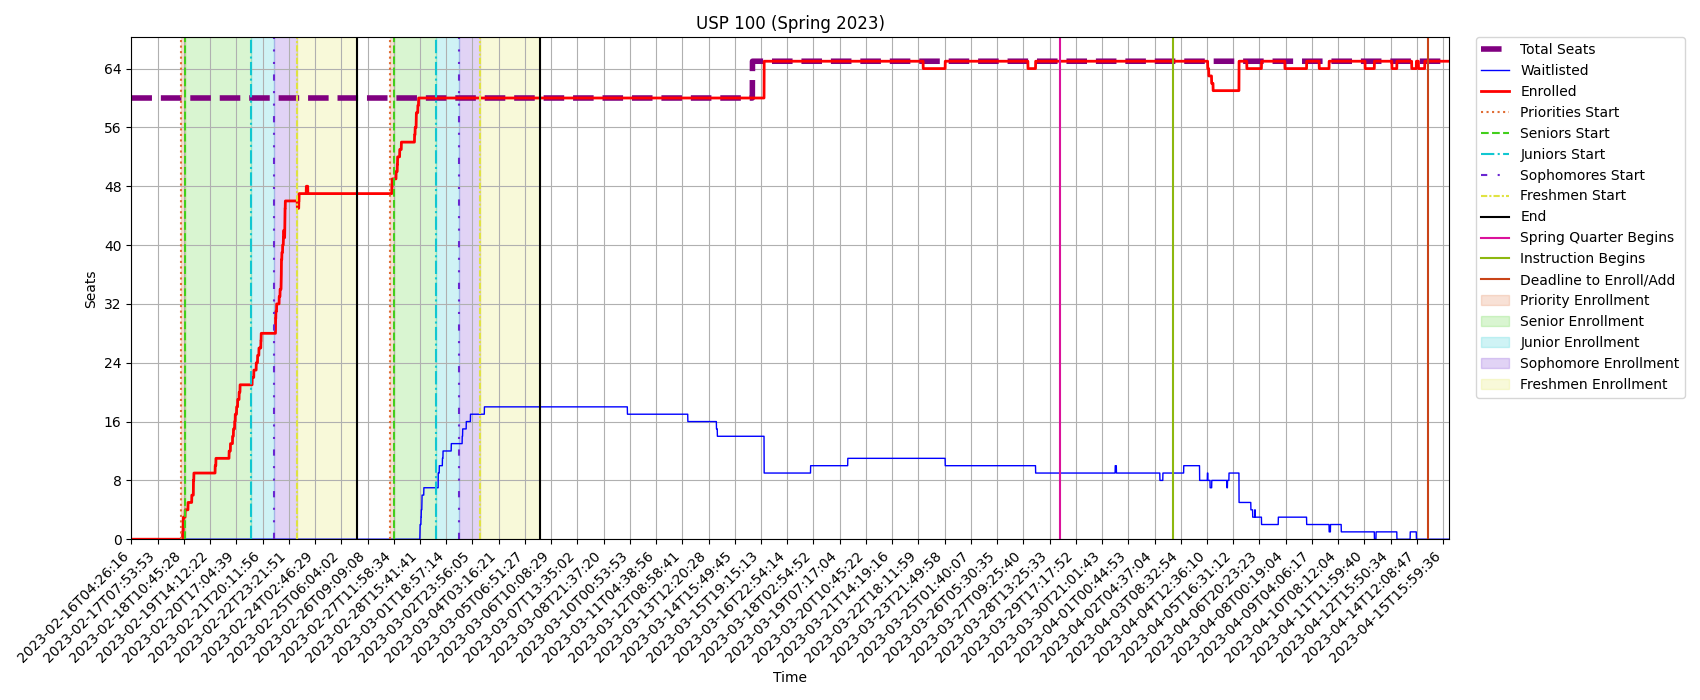 USP 100 (Spring 2023)
Seats
64
56
48
40
32
24
16
8
0
2023-02-16T04:26:16
2023-02-17T07:53:53
2023-02-18T10:45:28
2023-02-19T14:12:22
2023-02-20T17:04:39
2023-02-21T20:11:56
2023-02-22T23:21:51
2023-02-24T02:46:29
2023-02-25T06:04:02
2023-02-26T09:09:08
2023-02-27T11:58:34
2023-02-28T15:41:41
2023-03-01T18:57:14
2023-03-02T23:56:05
2023-03-04T03:16:21
2023-03-05T06:51:27
2023-03-06T10:08:29
2023-03-07T13:35:02
2023-03-08T21:37:20
2023-03-10T00:53:53
2023-03-11T04:38:56
2023-03-12T08:58:41
2023-03-13T12:20:28
2023-03-14T15:49:45
2023-03-15T19:15:13
2023-03-16T22:54:14
2023-03-18T02:54:52
2023-03-19T07:17:04
2023-03-20T10:45:22
2023-03-21T14:19:16
2023-03-22T18:11:59
2023-03-23T21:49:58
2023-03-25T01:40:07
2023-03-26T05:30:35
2023-03-27T09:25:40
2023-03-28T13:25:33
2023-03-29T17:17:52
2023-03-30T21:01:43
2023-04-01T00:44:53
2023-04-02T04:37:04
2023-04-03T08:32:54
2023-04-04T12:36:10
2023-04-05T16:31:12
2023-04-06T20:23:23
2023-04-08T00:19:04
2023-04-09T04:06:17
2023-04-10T08:12:04
2023-04-11T11:59:40
2023-04-12T15:50:34
2023-04-14T12:08:47
2023-04-15T15:59:36
Time
Total Seats
Waitlisted
Enrolled
Priorities Start
Seniors Start
Juniors Start
Sophomores Start
Freshmen Start
End
Spring Quarter Begins
Instruction Begins
Deadline to Enroll/Add
Priority Enrollment
Senior Enrollment
Junior Enrollment
Sophomore Enrollment
Freshmen Enrollment